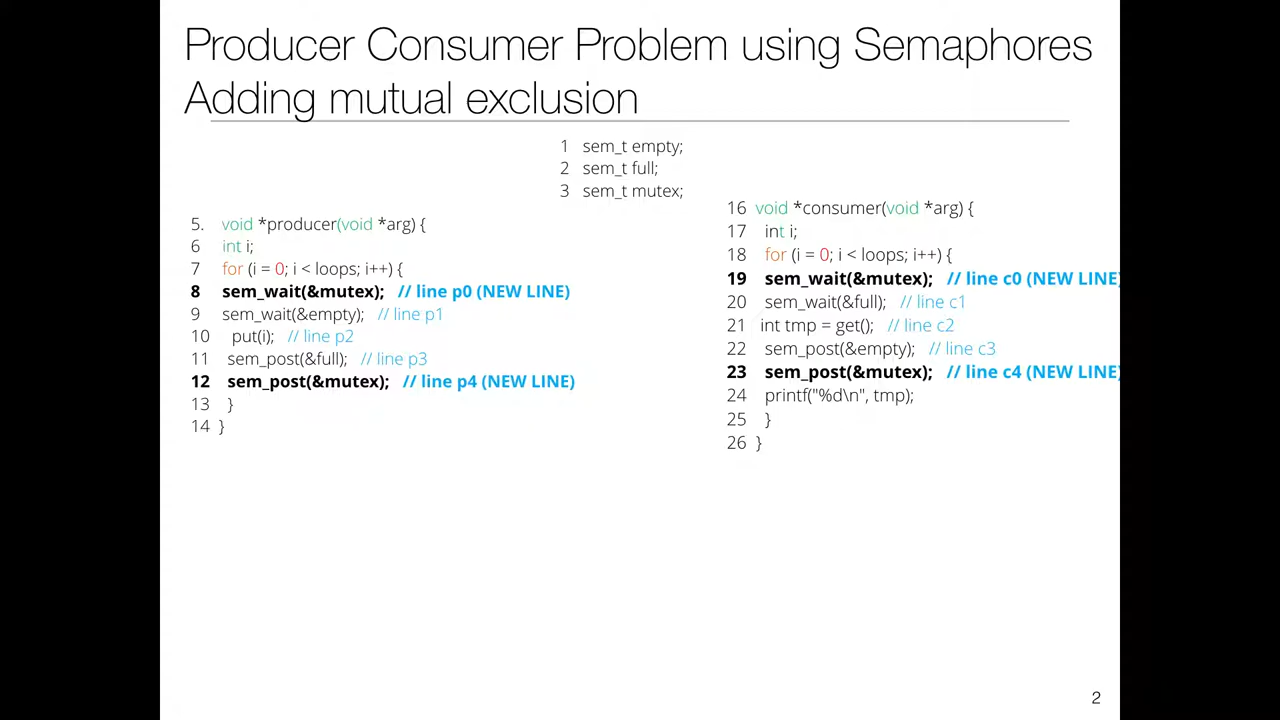 Producer Consumer Problem using Semaphores
Adding mutual exclusion
1 sem_t empty;
2 sem_t full;
3 sem_t mutex;
5. void *producer(void *arg) {
6 int i;
7 for (i = 0; i < loops; i++) {
8 sem_wait(&mutex); // line p0 (NEW LINE)
9 sem_wait(&empty); // line p1
10 put(i); // line p2
11 sem_post(&full); // line p3
12 sem_post(&mutex); // line p4 (NEW LINE)
13 }
14 }
16 void *consumer(void *arg) {
17 int i;
18 for (i = 0; i < loops; i++) {
19 sem_wait(&mutex); // line c0 (NEW LINE)
20 sem_wait(&full); // line c1
21 int tmp = get(); // line c2
22 sem_post(&empty); // line c3
23 sem_post(&mutex); // line c4 (NEW LINE)
24 printf("%d\n", tmp);
25 }
26 }
2